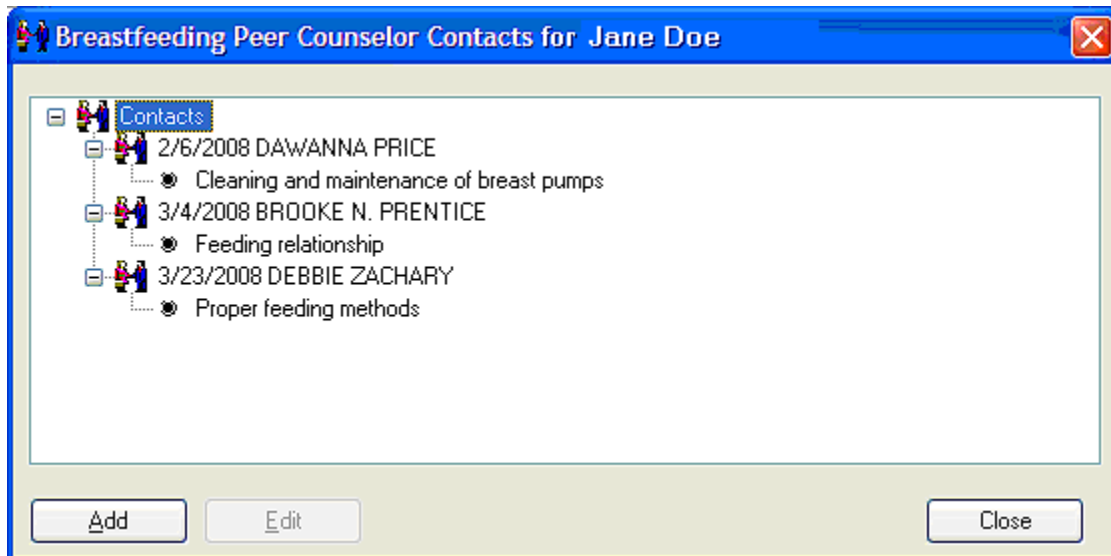 Breastfeeding Peer Counselor Contacts for Jane Doe
Contacts
2/6/2008 DAWANNA PRICE
Cleaning and maintenance of breast pumps
3/4/2008 BROOKE N. PRENTICE
Feeding relationship
3/23/2008 DEBBIE ZACHARY
Proper feeding methods
Add Edit Close